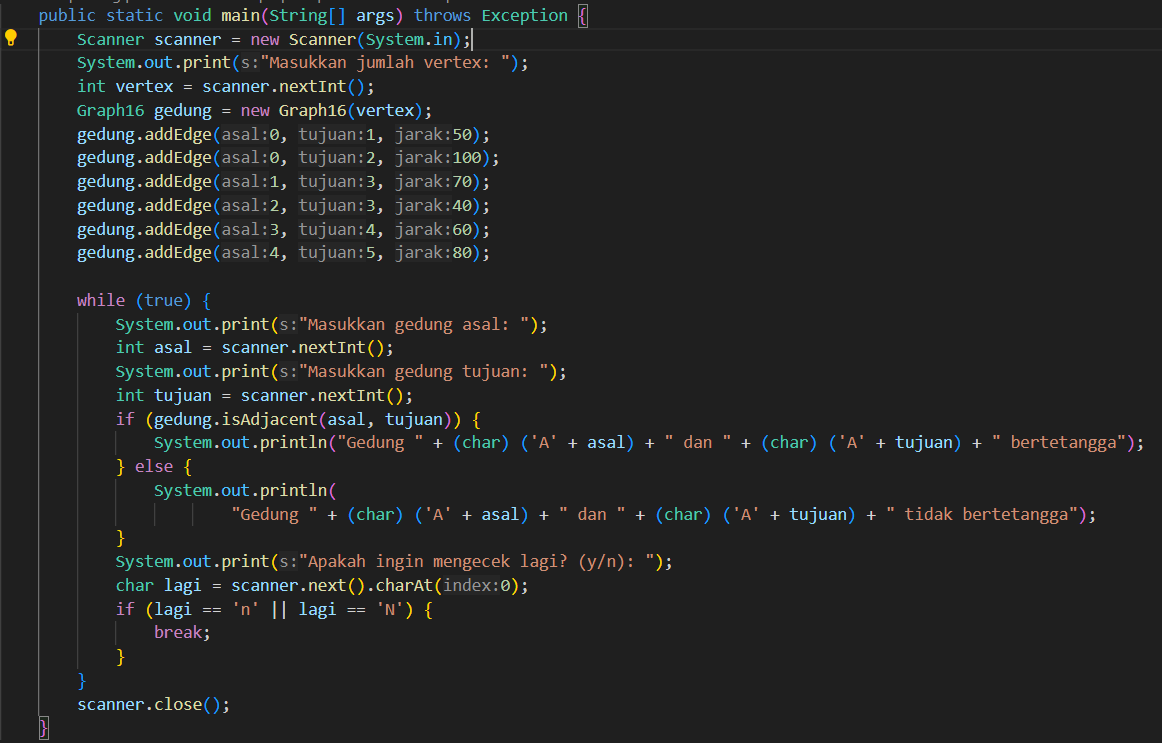 public static void main(String[] args) throws Exception {
Scanner scanner = new Scanner(System.in);
System.out.print(s:"Masukkan jumlah vertex: ");
int vertex = scanner.nextInt();
Graph16 gedung = new Graph16(vertex);
gedung.addEdge(asal:0, tujuan:1, jarak:50);
gedung.addEdge(asal:0, tujuan:2, jarak:100);
gedung.addEdge(asal:1, tujuan:3, jarak:70);
gedung.addEdge(asal:2, tujuan:3, jarak:40);
gedung.addEdge(asal:3, tujuan:4, jarak:60);
gedung.addEdge(asal:4, tujuan:5, jarak:80);
while (true) {
System.out.print(s:"Masukkan gedung asal: ");
int asal = scanner.nextInt();
System.out.print(s:"Masukkan gedung tujuan: ");
int tujuan = scanner.nextInt();
if (gedung.isAdjacent(asal, tujuan)) {
System.out.println("Gedung " + (char) ('A' + asal) + " dan " + (char) ('A' + tujuan) + " bertetangga");
} else {
System.out.println(
"Gedung " + (char) ('A' + asal) + " dan " + (char) ('A' + tujuan) + " tidak bertetangga");
}
System.out.print(s:"Apakah ingin mengecek lagi? (y/n): ");
char lagi = scanner.next().charAt(index:0);
if (lagi == 'n' || lagi == 'N') {
break;
}
}
scanner.close();
}